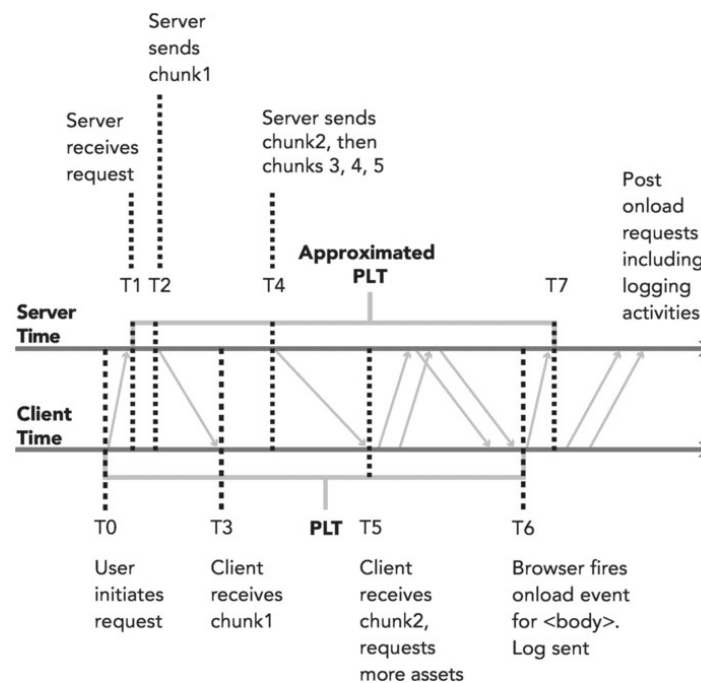 Server
sends
chunk1
Server
receives
request
Server sends
chunk2, then
chunks 3, 4, 5
Post
onload
requests
including
logging
activities
Approximated
PLT
T1
T2
T4
T7
Server
Time
Client
Time
T0
T3
PLT
T5
T6
User
initiates
request
Client
receives
chunk1
Client
receives
chunk2,
requests
more assets
Browser fires
onload event
for <body>.
Log sent